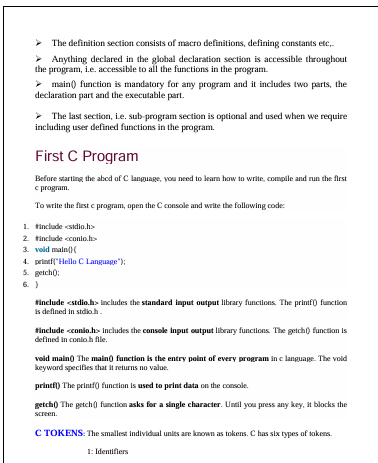 ➢ The definition section consists of macro definitions, defining constants etc,.
➢ Anything declared in the global declaration section is accessible throughout
the program, i.e. accessible to all the functions in the program.
➢ main() function is mandatory for any program and it includes two parts, the
declaration part and the executable part.
➢ The last section, i.e. sub-program section is optional and used when we require
including user defined functions in the program.
First C Program
Before starting the abcd of C language, you need to learn how to write, compile and run the first
c program.
To write the first c program, open the C console and write the following code:
1. #include <stdio.h>
2. #include <conio.h>
3. void main(){
4. printf("Hello C Language");
5. getch();
6. }
#include <stdio.h> includes the standard input output library functions. The printf() function
is defined in stdio.h .
#include <conio.h> includes the console input output library functions. The getch() function is
defined in conio.h file.
void main() The main() function is the entry point of every program in c language. The void
keyword specifies that it returns no value.
printf() The printf() function is used to print data on the console.
getch() The getch() function asks for a single character. Until you press any key, it blocks the
screen.
C TOKENS: The smallest individual units are known as tokens. C has six types of tokens.
1: Identifiers